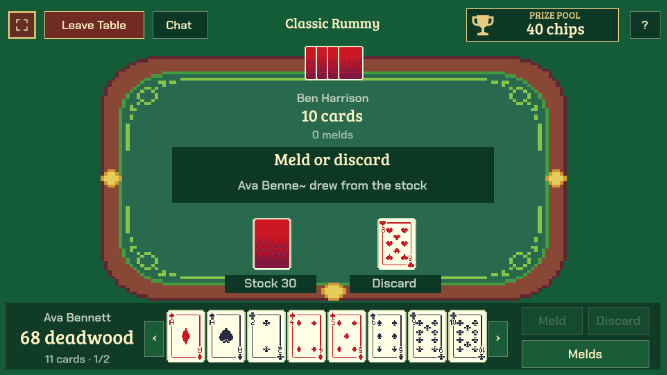 Leave Table
Chat
Classic Rummy
PRIZE POOL
40 chips
?
Ben Harrison
10 cards
0 melds
Meld or discard
Ava Benne~ drew from the stock
Stock 30
Discard
Ava Bennett
68 deadwood
11 cards · 1/2
‹
›
Meld
Discard
Melds